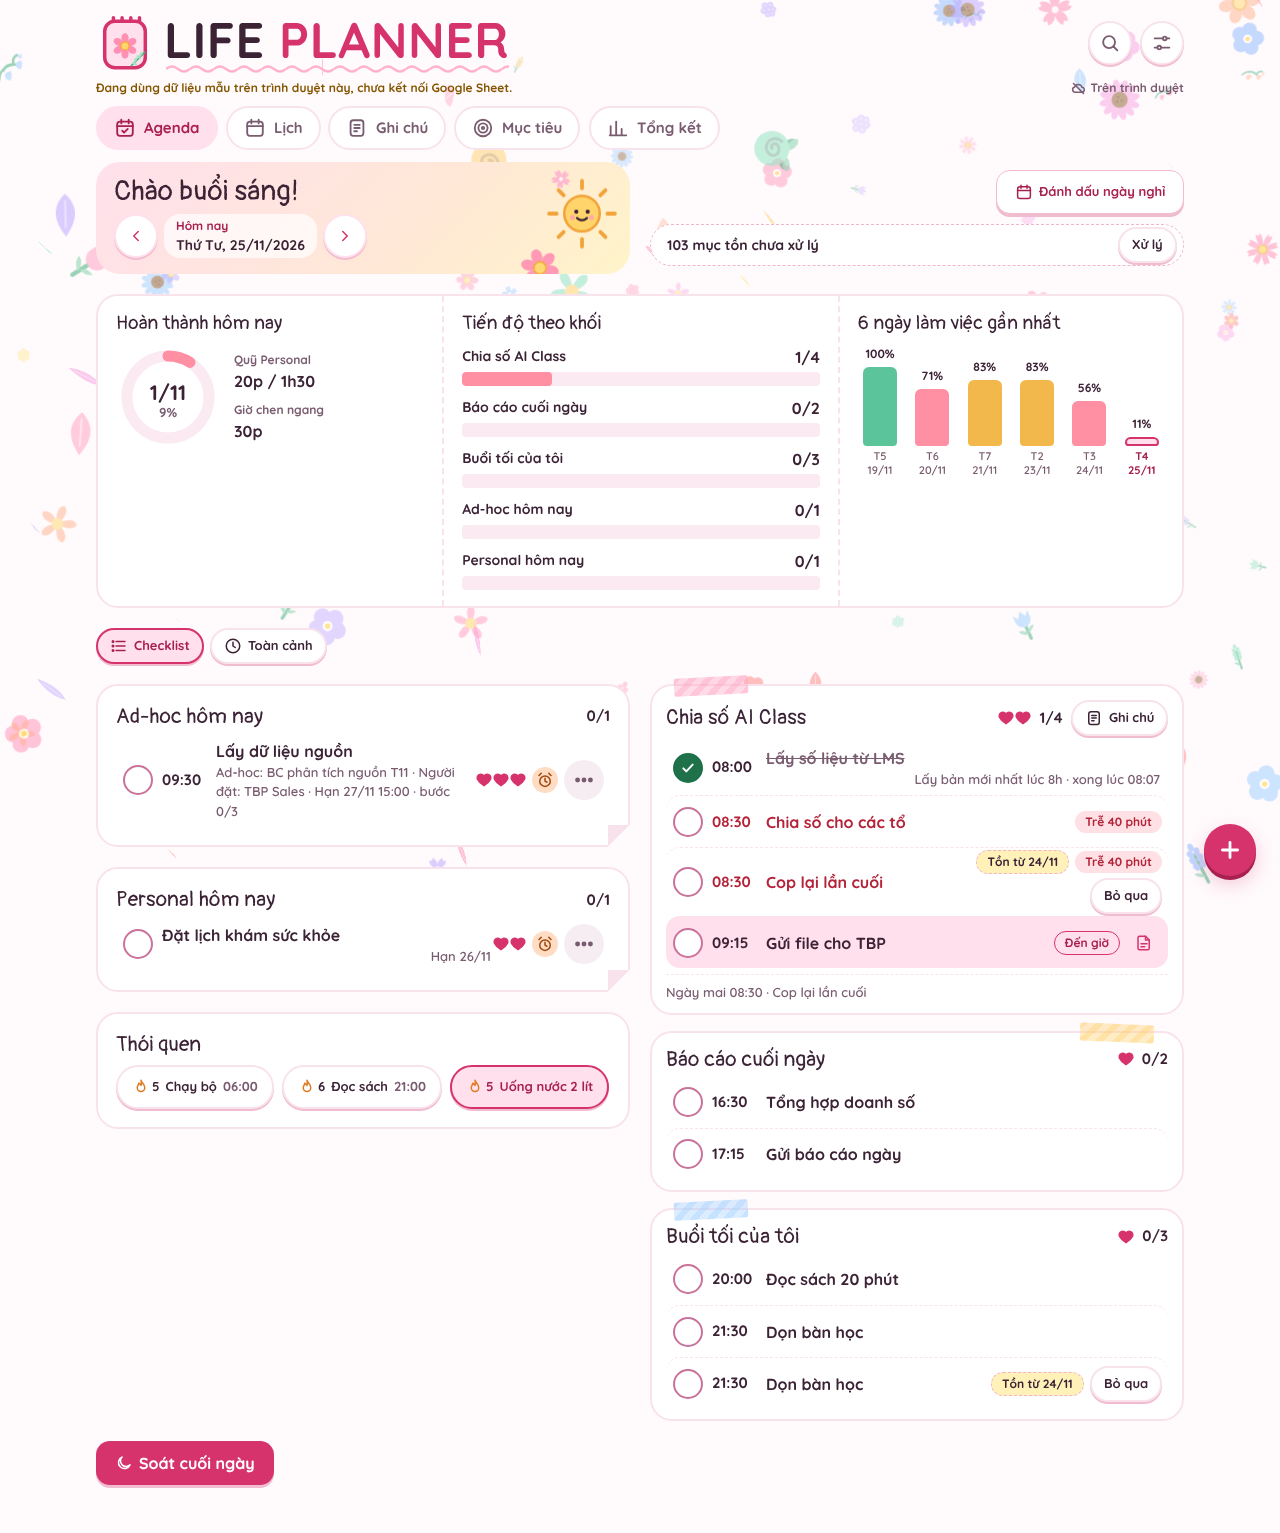 LIFE PLANNER
Đang dùng dữ liệu mẫu trên trình duyệt này, chưa kết nối Google Sheet.
Trên trình duyệt
Agenda
Lịch
Ghi chú
Mục tiêu
Tổng kết
Chào buổi sáng!
Hôm nay
Thứ Tư, 25/11/2026
Đánh dấu ngày nghỉ
103 mục tồn chưa xử lý
Xử lý
Hoàn thành hôm nay
1/11
9%
Quỹ Personal
20p / 1h30
Giờ chen ngang
30p
Tiến độ theo khối
Chia số AI Class 1/4
Báo cáo cuối ngày 0/2
Buổi tối của tôi 0/3
Ad-hoc hôm nay 0/1
Personal hôm nay 0/1
6 ngày làm việc gần nhất
100% 71% 83% 83% 56% 11%
T5 T6 T7 T2 T3 T4
19/11 20/11 21/11 23/11 24/11 25/11
Checklist
Toàn cảnh
Ad-hoc hôm nay 0/1
09:30
Lấy dữ liệu nguồn
Ad-hoc: BC phân tích nguồn T11 · Người
đặt: TBP Sales · Hạn 27/11 15:00 · bước
0/3
Personal hôm nay 0/1
Đặt lịch khám sức khỏe
Hạn 26/11
Thói quen
5 Chạy bộ 06:00
6 Đọc sách 21:00
5 Uống nước 2 lít
Chia số AI Class 1/4 Ghi chú
08:00 Lấy số liệu từ LMS
Lấy bản mới nhất lúc 8h · xong lúc 08:07
08:30 Chia số cho các tổ Trễ 40 phút
08:30 Cop lại lần cuối Tồn từ 24/11 Trễ 40 phút
Bỏ qua
09:15 Gửi file cho TBP Đến giờ
Ngày mai 08:30 · Cop lại lần cuối
Báo cáo cuối ngày 0/2
16:30 Tổng hợp doanh số
17:15 Gửi báo cáo ngày
Buổi tối của tôi 0/3
20:00 Đọc sách 20 phút
21:30 Dọn bàn học
21:30 Dọn bàn học Tồn từ 24/11 Bỏ qua
Soát cuối ngày